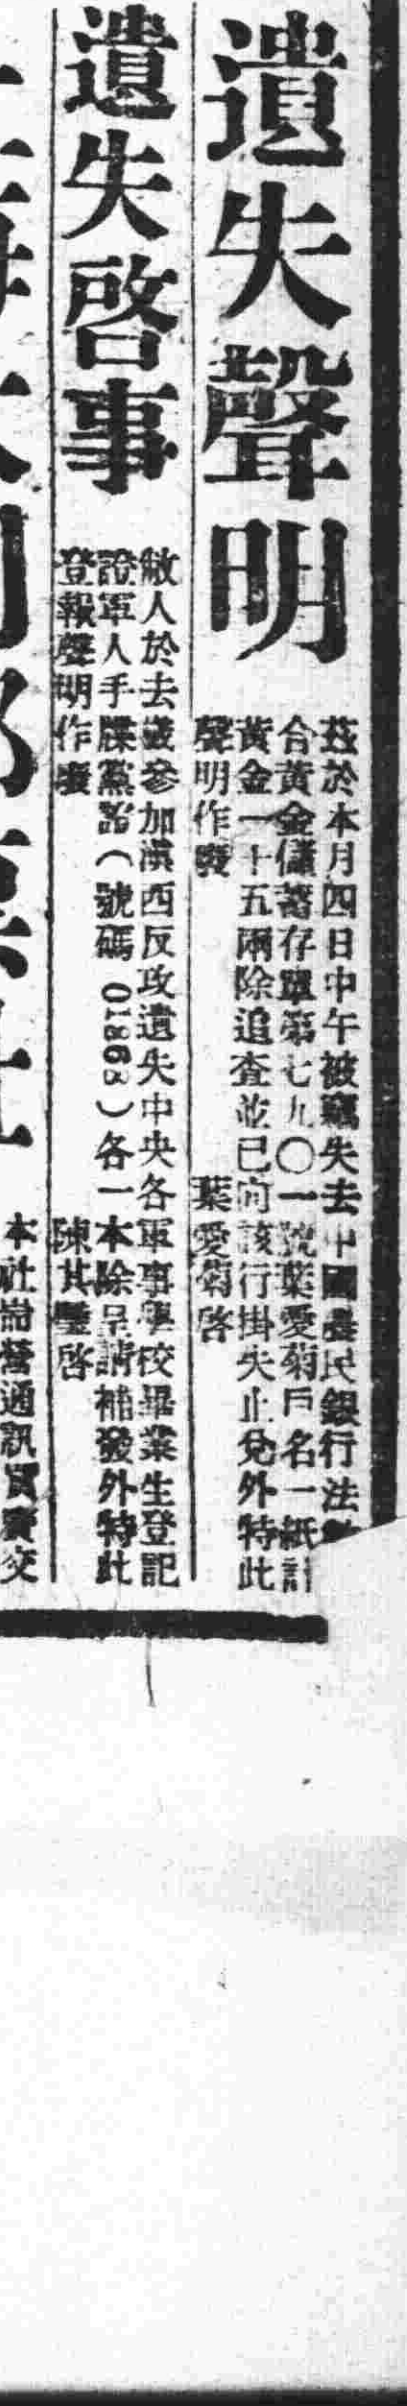 遺失聲明
茲於本月四日中午被竊失去中國農民銀行法
合黃金儲蓄存單第七九〇一號葉愛菊戶名一紙計
黃金一十五兩除追查並已向該行掛失止兌外特此
聲明作廢
葉愛菊啓
遺失啓事
敝人於去歲參加滇西反攻遺失中央各軍事學校畢業生登記
證軍人手牒黨證（號碼01868）各一本除呈請補發外特此
登報聲明作廢
陳其璧啓
本社出營通訊買賣交